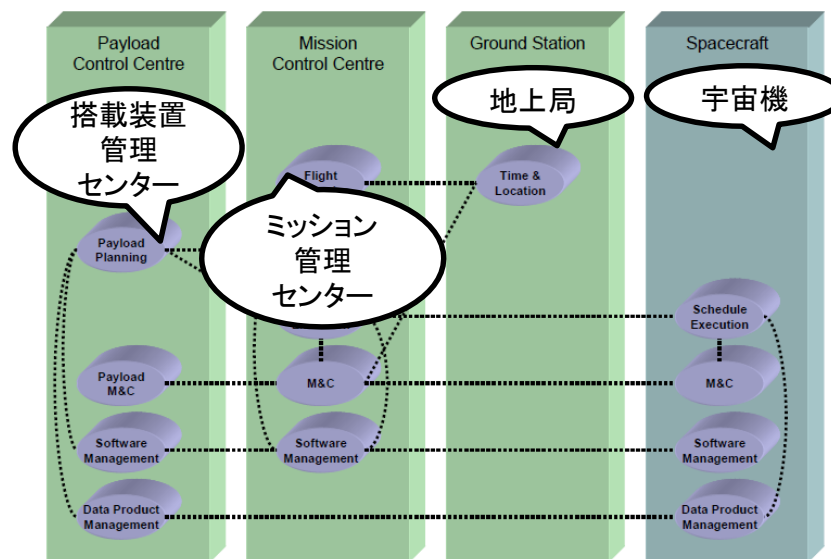 Payload
Control Centre
Mission
Control Centre
Ground Station
Spacecraft
搭載装置
管理
センター
地上局
宇宙機
Flight
Time &
Location
ミッション
管理
センター
Payload
Planning
Schedule
Execution
Payload
M&C
M&C
M&C
Software
Management
Software
Management
Software
Management
Data Product
Management
Data Product
Management